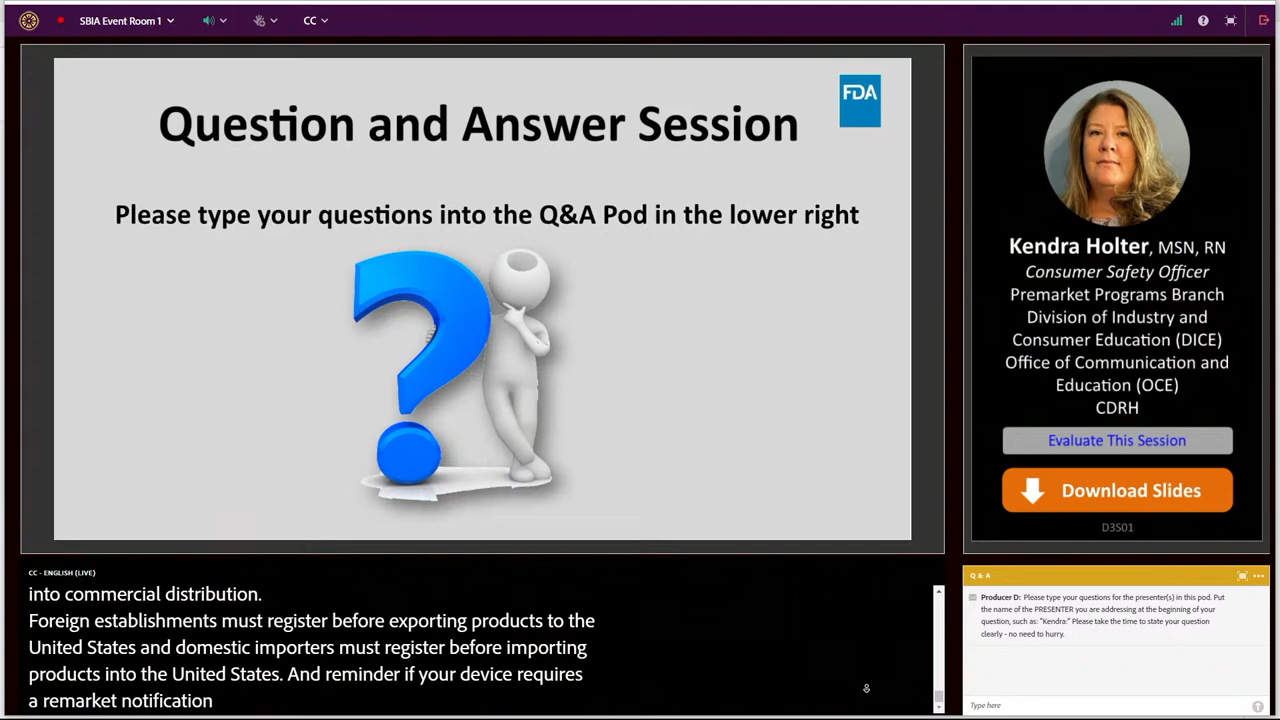 SBIA Event Room 1
CC
Question and Answer Session
FDA
Please type your questions into the Q&A Pod in the lower right
Kendra Holter, MSN, RN
Consumer Safety Officer
Premarket Programs Branch
Division of Industry and
Consumer Education (DICE)
Office of Communication and
Education (OCE)
CDRH
Evaluate This Session
Download Slides
D3S01
CC - ENGLISH (LIVE)
into commercial distribution.
Foreign establishments must register before exporting products to the
United States and domestic importers must register before importing
products into the United States. And reminder if your device requires
a remarket notification
Q & A
Producer D: Please type your questions for the presenter(s) in this pod. Put
the name of the PRESENTER you are addressing at the beginning of your
question, such as: "Kendra:" Please take the time to state your question
clearly - no need to hurry.
Type here